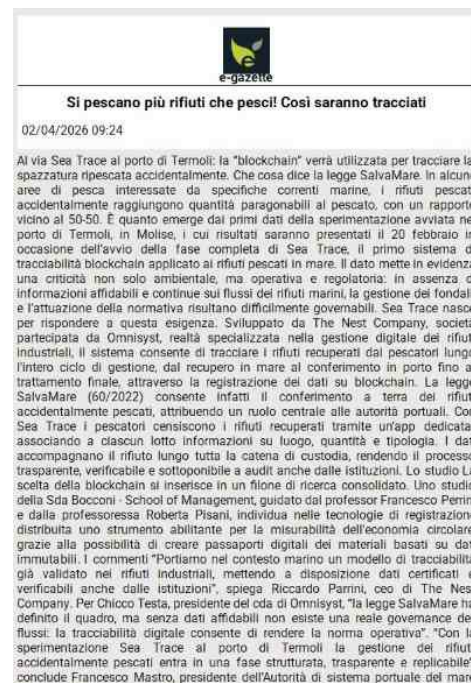 e-gazette
Si pescano più rifiuti che pesci! Così saranno tracciati
02/04/2026 09:24
Al via Sea Trace al porto di Termoli: la "blockchain" verrà utilizzata per tracciare la
spazzatura ripescata accidentalmente. Che cosa dice la legge SalvaMare. In alcun
aree di pesca interessate da specifiche correnti marine, i rifiuti pescat
accidentalmente raggiungono quantità paragonabili al pescato, con un rapporto
vicino al 50-50. È quanto emerge dai primi dati della sperimentazione avviata ne
porto di Termoli, in Molise, i cui risultati saranno presentati il 20 febbraio in
occasione dell'avvio della fase completa di Sea Trace, il primo sistema d
tracciabilità blockchain applicato ai rifiuti pescati in mare. Il dato mette in evidenza
una criticità non solo ambientale, ma operativa e regolatoria: in assenza d
informazioni affidabili e continue sui flussi dei rifiuti marini, la gestione dei fondal
e l'attuazione della normativa risultano difficilmente governabili. Sea Trace nasce
per rispondere a questa esigenza. Sviluppato da The Nest Company, societ
partecipata da Omnisyst, realtà specializzata nella gestione digitale dei rifiut
industriali, il sistema consente di tracciare i rifiuti recuperati dai pescatori lungo
l'intero ciclo di gestione, dal recupero in mare al conferimento in porto fino a
trattamento finale, attraverso la registrazione dei dati su blockchain. La legge
SalvaMare (60/2022) consente infatti il conferimento a terra dei rifiut
accidentalmente pescati, attribuendo un ruolo centrale alle autorità portuali. Con
Sea Trace i pescatori censiscono i rifiuti recuperati tramite un'app dedicata
associando a ciascun lotto informazioni su luogo, quantità e tipologia. I dat
accompagnano il rifiuto lungo tutta la catena di custodia, rendendo il processo
trasparente, verificabile e sottoponibile a audit anche dalle istituzioni. Lo studio La
scelta della blockchain si inserisce in un filone di ricerca consolidato. Uno studio
della Sda Bocconi - School of Management, guidato dal professor Francesco Perrin
e dalla professoressa Roberta Pisani, individua nelle tecnologie di registrazion
distribuita uno strumento abilitante per la misurabilità dell'economia circolare
grazie alla possibilità di creare passaporti digitali dei materiali basati su dat
immutabili. I commenti "Portiamo nel contesto marino un modello di tracciabilit
già validato nei rifiuti industriali, mettendo a disposizione dati certificati e
verificabili anche dalle istituzioni", spiega Riccardo Parrini, ceo di The Nes
Company. Per Chicco Testa, presidente del cda di Omnisyst, "la legge SalvaMare ha
definito il quadro, ma senza dati affidabili non esiste una reale governance de
flussi: la tracciabilità digitale consente di rendere la norma operativa". "Con la
sperimentazione Sea Trace al porto di Termoli la gestione dei rifiut
accidentalmente pescati entra in una fase strutturata, trasparente e replicabile"
conclude Francesco Mastro, presidente dell'Autorità di sistema portuale del mare